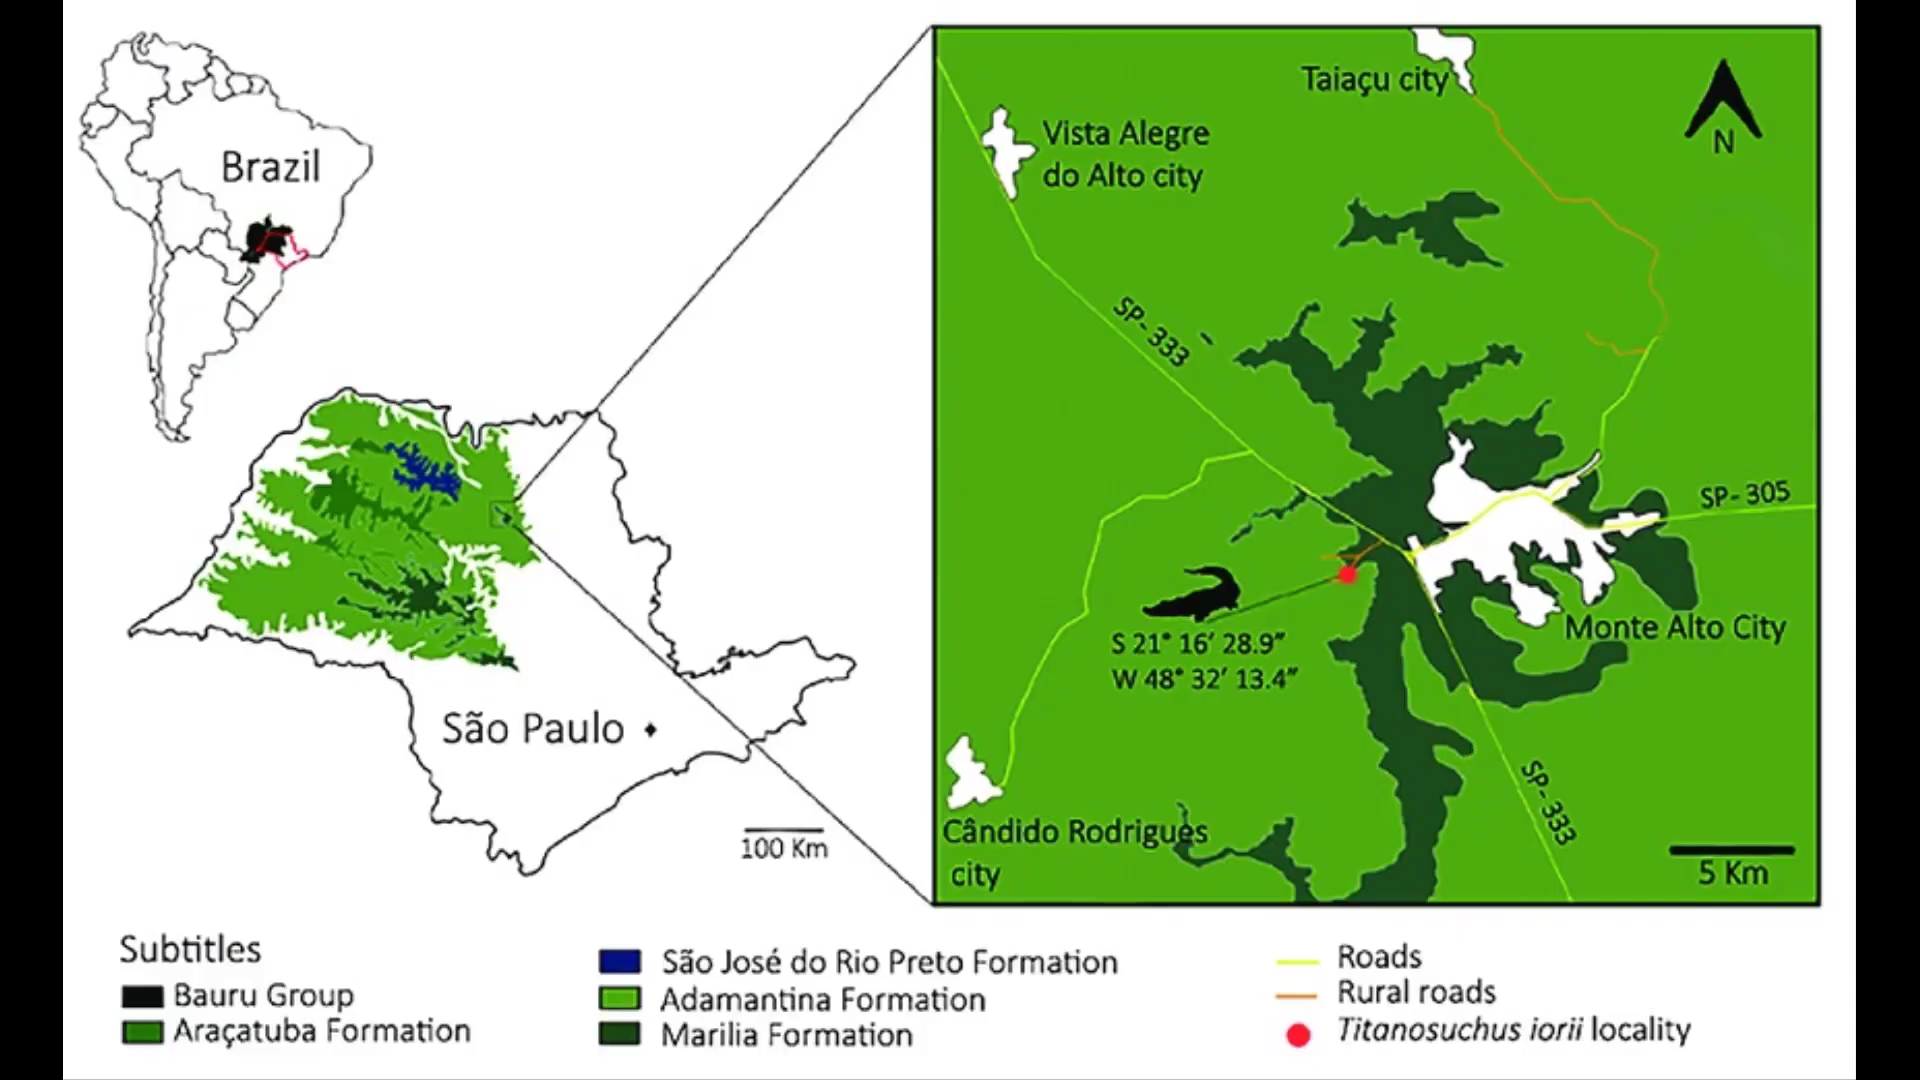 Brazil
São Paulo
100 Km
Taiaçu city
Vista Alegre
do Alto city
N
SP- 333
SP- 305
S 21° 16′ 28.9″
W 48° 32′ 13.4″
Monte Alto City
SP- 333
Cândido Rodrigues
city
5 Km
Subtitles
Bauru Group
Araçatuba Formation
São José do Rio Preto Formation
Adamantina Formation
Marilia Formation
Roads
Rural roads
Titanosuchus iorii locality